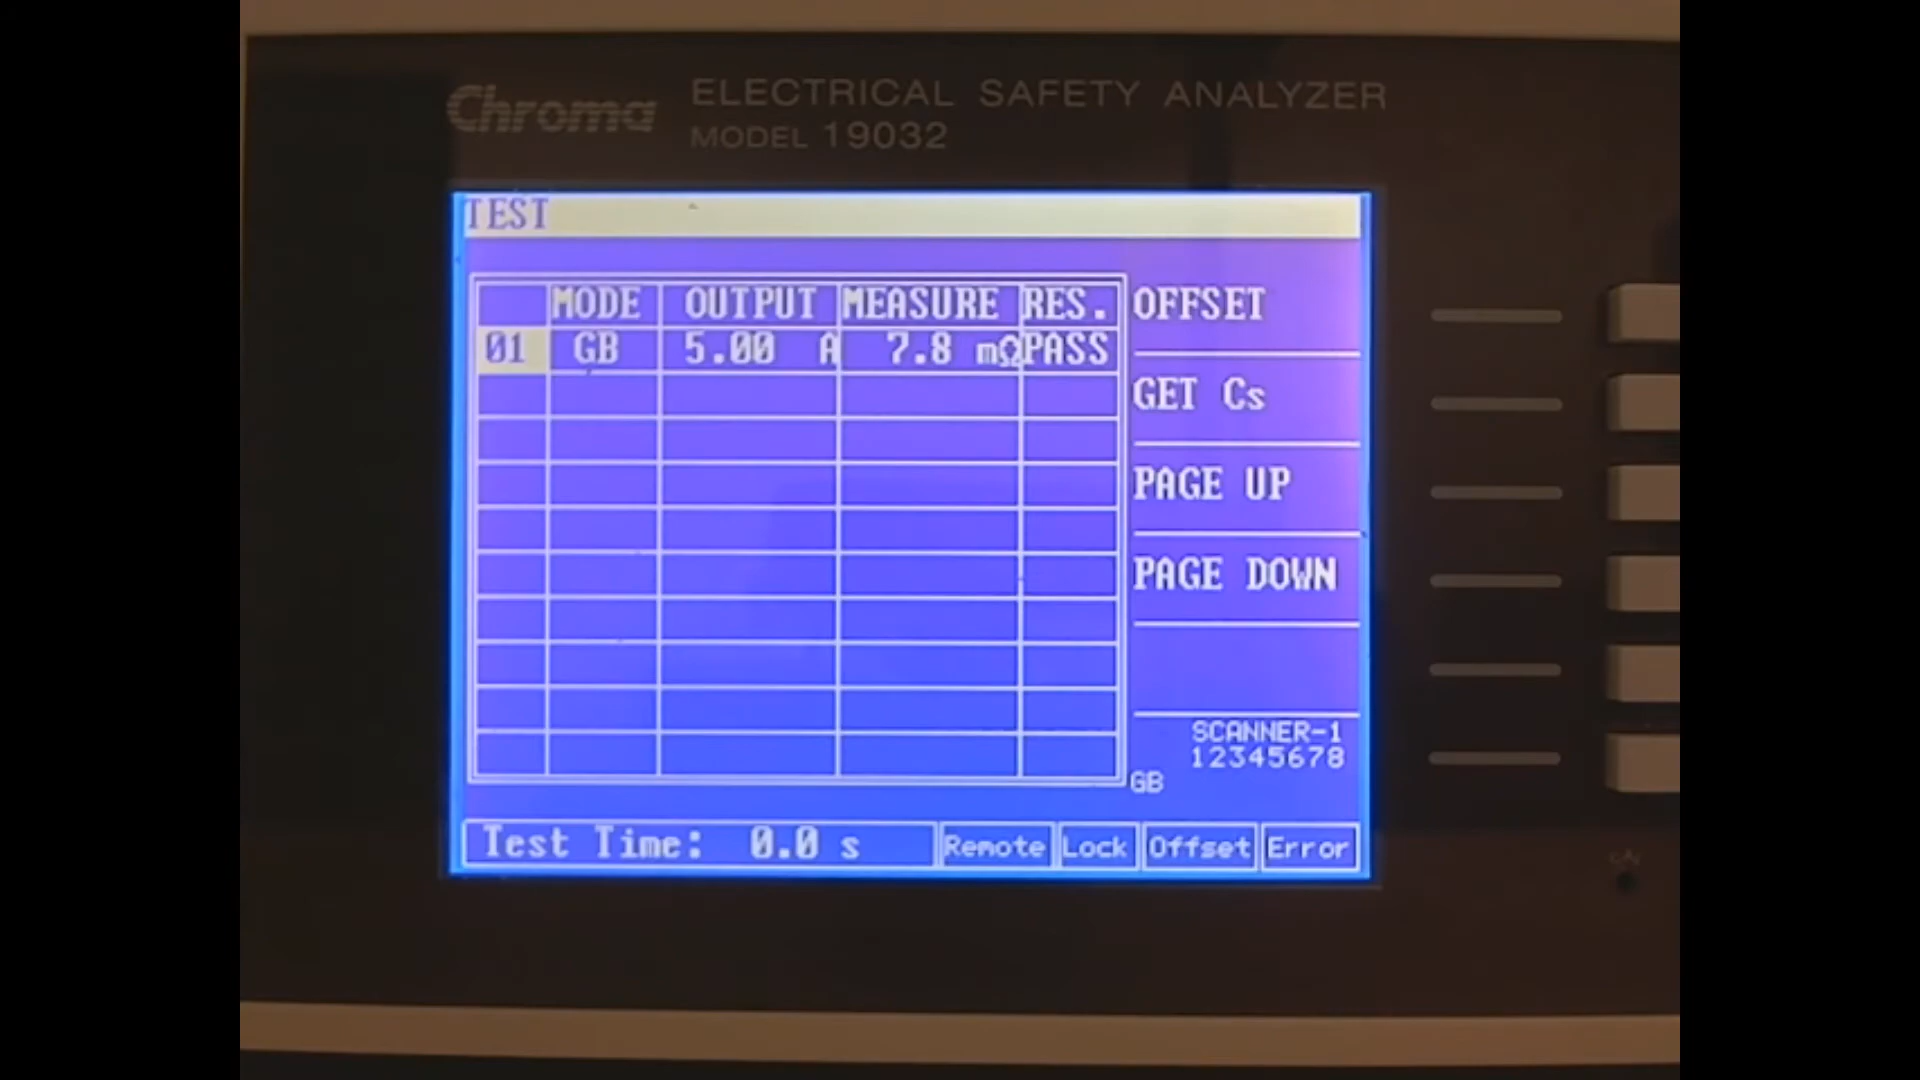 Chroma ELECTRICAL SAFETY ANALYZER
MODEL 19032
TEST
MODE OUTPUT MEASURE RES.
01 GB 5.00 A 7.8 mΩ PASS
OFFSET
GET Cs
PAGE UP
PAGE DOWN
SCANNER-1
12345678
GB
Test Time: 0.0 s Remote Lock Offset Error